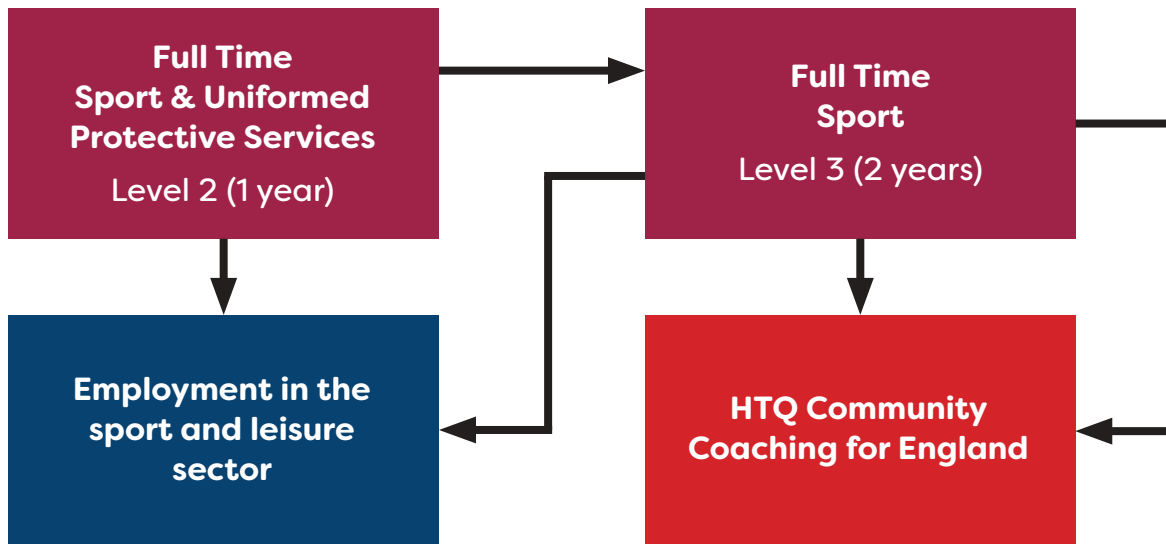 Full Time
Sport & Uniformed
Protective Services
Level 2 (1 year)
Full Time
Sport
Level 3 (2 years)
Employment in the
sport and leisure
sector
HTQ Community
Coaching for England